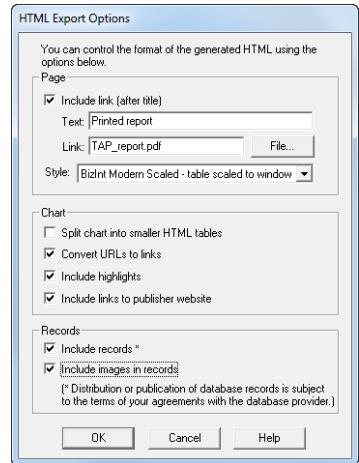 HTML Export Options
You can control the format of the generated HTML using the
options below.
Page
Include link (after title)
Text: Printed report
Link: TAP_report.pdf File...
Style: BizInt Modern Scaled - table scaled to window
Chart
Split chart into smaller HTML tables
Convert URLs to links
Include highlights
Include links to publisher website
Records
Include records *
Include images in records
(* Distribution or publication of database records is subject
to the terms of your agreements with the database provider.)
OK Cancel Help